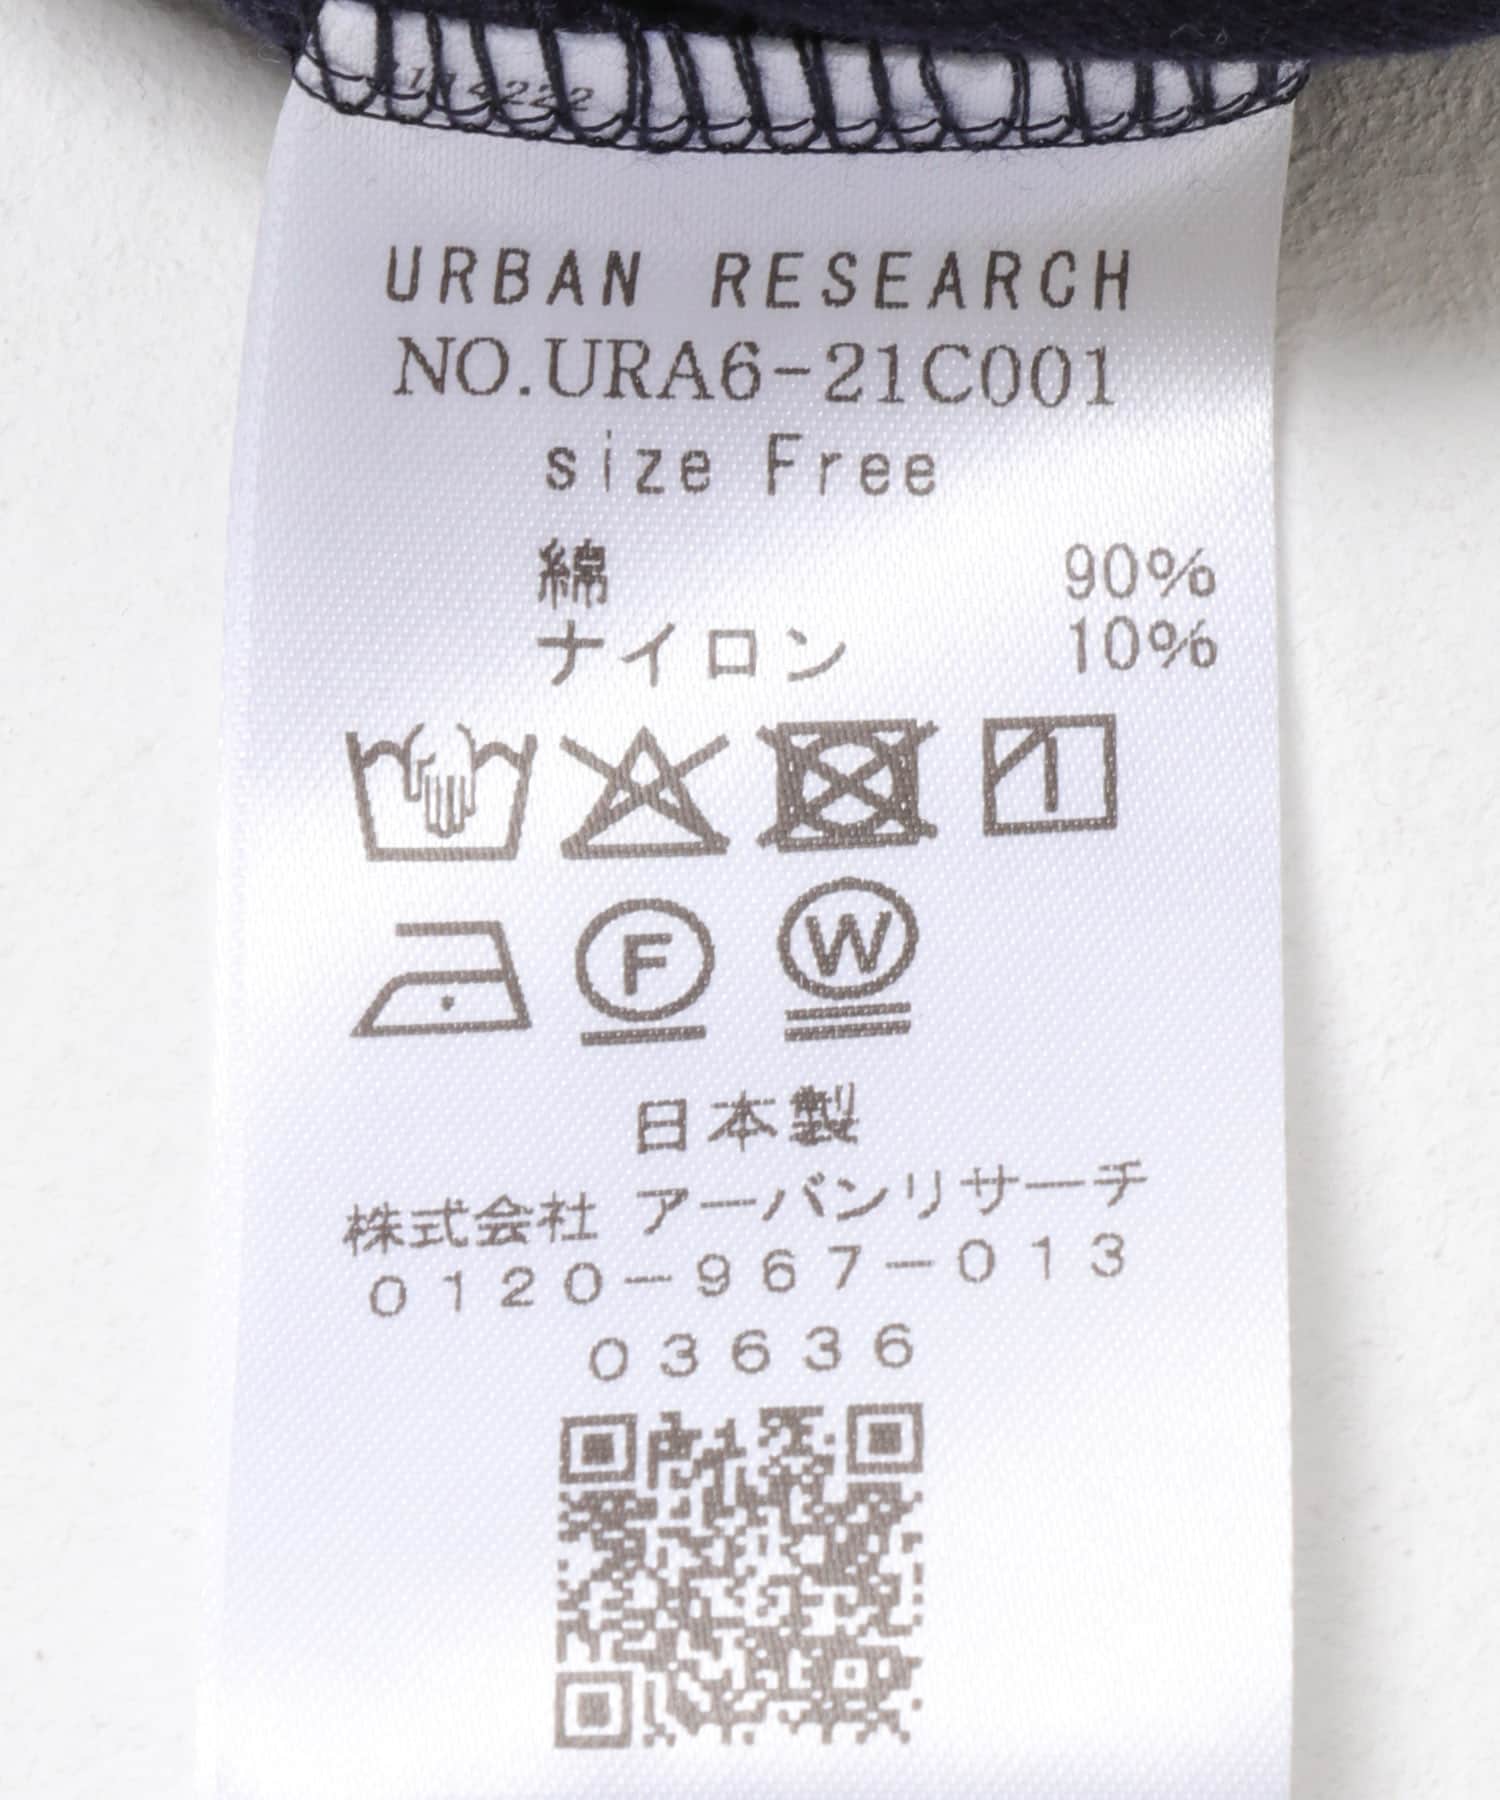 URBAN RESEARCH
NO.URA6-21C001
size Free
綿 90%
ナイロン 10%
F W
日本製
株式会社 アーバンリサーチ
0120-967-013
03636